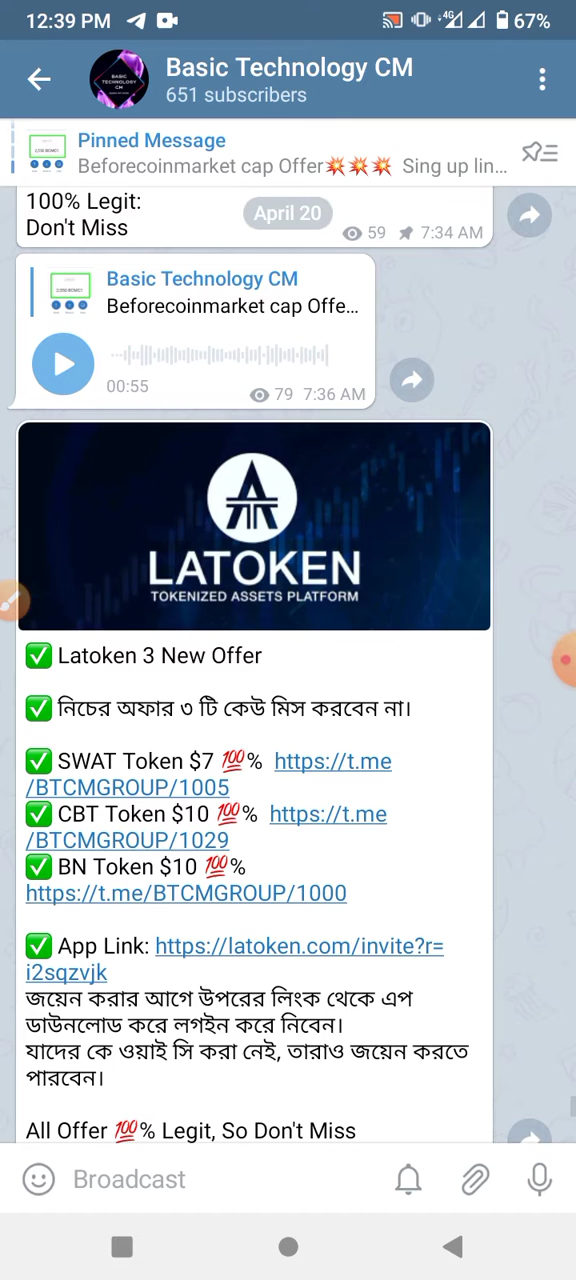 12:39 PM
4G
67%
Basic Technology CM
651 subscribers
Pinned Message
Beforecoinmarket cap Offer💥💥💥 Sing up lin...
100% Legit:
Don't Miss
April 20
59 7:34 AM
Basic Technology CM
Beforecoinmarket cap Offe...
00:55
79 7:36 AM
LATOKEN
TOKENIZED ASSETS PLATFORM
✅ Latoken 3 New Offer
✅ নিচের অফার ৩ টি কেউ মিস করবেন না।
✅ SWAT Token $7 💯% https://t.me
/BTCMGROUP/1005
✅ CBT Token $10 💯% https://t.me
/BTCMGROUP/1029
✅ BN Token $10 💯%
https://t.me/BTCMGROUP/1000
✅ App Link: https://latoken.com/invite?r=
i2sqzvjk
জয়েন করার আগে উপরের লিংক থেকে এপ
ডাউনলোড করে লগইন করে নিবেন।
যাদের কে ওয়াই সি করা নেই, তারাও জয়েন করতে
পারবেন।
All Offer 💯% Legit, So Don't Miss
Broadcast